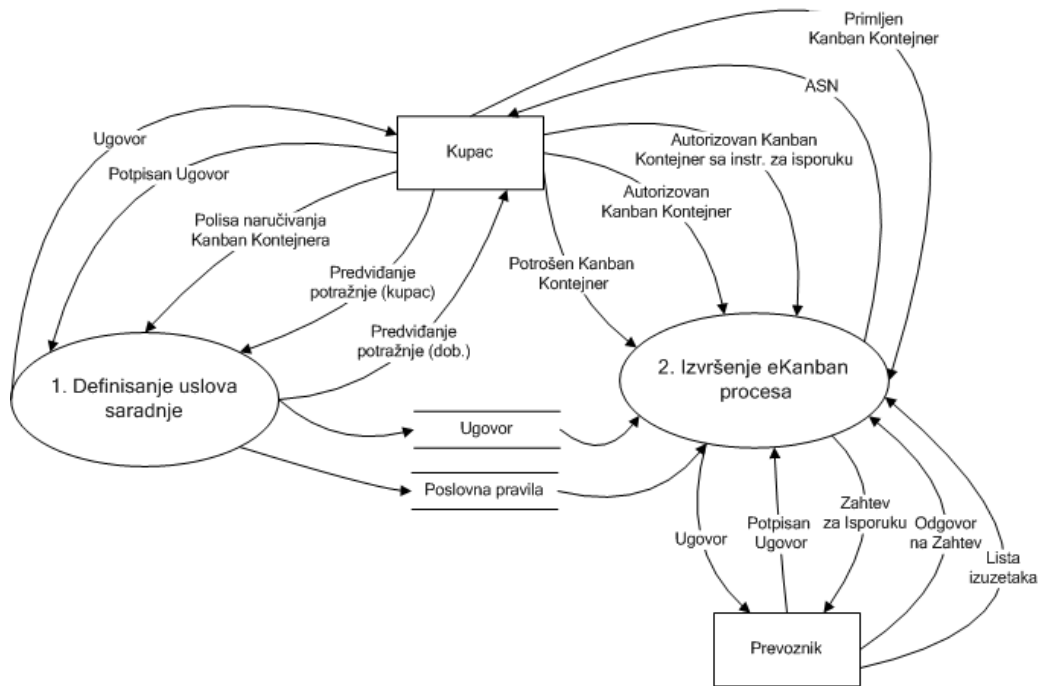 Primljen
Kanban Kontejner
ASN
Ugovor
Kupac
Autorizovan Kanban
Kontejner sa instr. za isporuku
Potpisan Ugovor
Autorizovan
Kanban Kontejner
Polisa naručivanja
Kanban Kontejnera
Potrošen Kanban
Kontejner
Predviđanje
potražnje (kupac)
Predviđanje
potražnje (dob.)
1. Definisanje uslova
saradnje
2. Izvršenje eKanban
procesa
Ugovor
Poslovna pravila
Ugovor
Potpisan
Ugovor
Zahtev
za Isporuku
Odgovor
na Zahtev
Lista
izuzetaka
Prevoznik